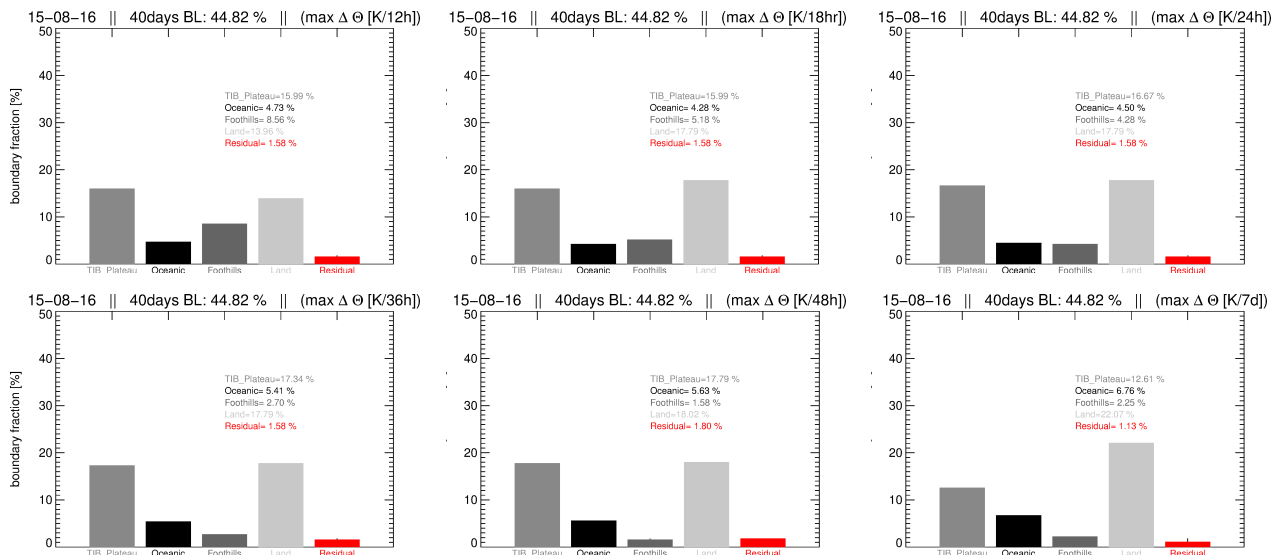 15−08−16 || 40days BL: 44.82 % || (max Δ Θ [K/12h])
50
40
30
20
10
0
boundary fraction [%]
TIB_Plateau=15.99 %
Oceanic= 4.73 %
Foothills= 8.56 %
Land=13.96 %
Residual= 1.58 %
TIB_Plateau Oceanic Foothills Land Residual
15−08−16 || 40days BL: 44.82 % || (max Δ Θ [K/18hr])
50
40
30
20
10
0
TIB_Plateau=15.99 %
Oceanic= 4.28 %
Foothills= 5.18 %
Land=17.79 %
Residual= 1.58 %
TIB_Plateau Oceanic Foothills Land Residual
15−08−16 || 40days BL: 44.82 % || (max Δ Θ [K/24h])
50
40
30
20
10
0
TIB_Plateau=16.67 %
Oceanic= 4.50 %
Foothills= 4.28 %
Land=17.79 %
Residual= 1.58 %
TIB_Plateau Oceanic Foothills Land Residual
15−08−16 || 40days BL: 44.82 % || (max Δ Θ [K/36h])
50
40
30
20
10
0
boundary fraction [%]
TIB_Plateau=17.34 %
Oceanic= 5.41 %
Foothills= 2.70 %
Land=17.79 %
Residual= 1.58 %
TIB_Plateau Oceanic Foothills Land Residual
15−08−16 || 40days BL: 44.82 % || (max Δ Θ [K/48h])
50
40
30
20
10
0
TIB_Plateau=17.79 %
Oceanic= 5.63 %
Foothills= 1.58 %
Land=18.02 %
Residual= 1.80 %
TIB_Plateau Oceanic Foothills Land Residual
15−08−16 || 40days BL: 44.82 % || (max Δ Θ [K/7d])
50
40
30
20
10
0
TIB_Plateau=12.61 %
Oceanic= 6.76 %
Foothills= 2.25 %
Land=22.07 %
Residual= 1.13 %
TIB_Plateau Oceanic Foothills Land Residual